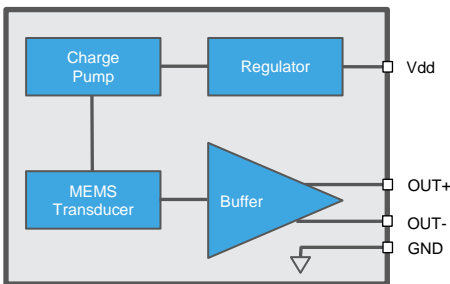 Charge
Pump
Regulator
Vdd
MEMS
Transducer
Buffer
OUT+
OUT-
GND